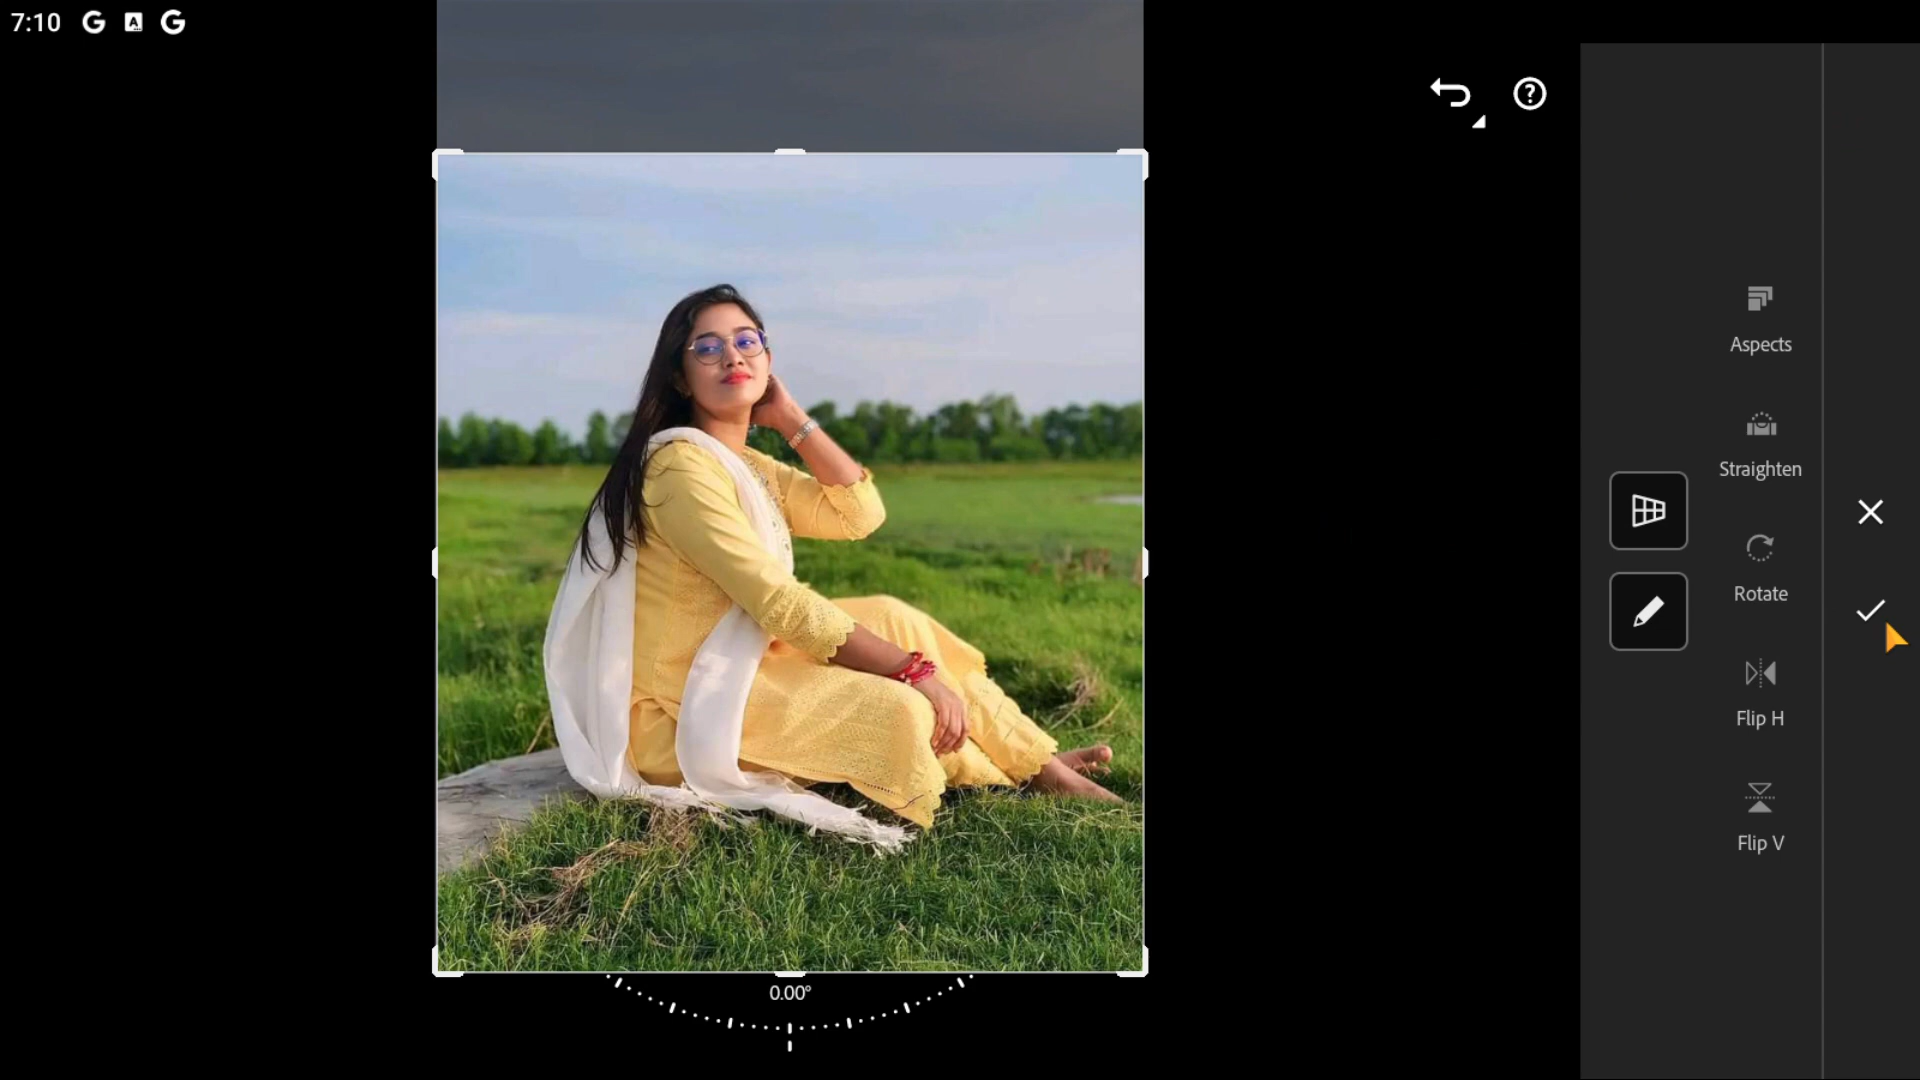 7:10 G A G
Aspects
Straighten
Rotate
Flip H
Flip V
0.00°